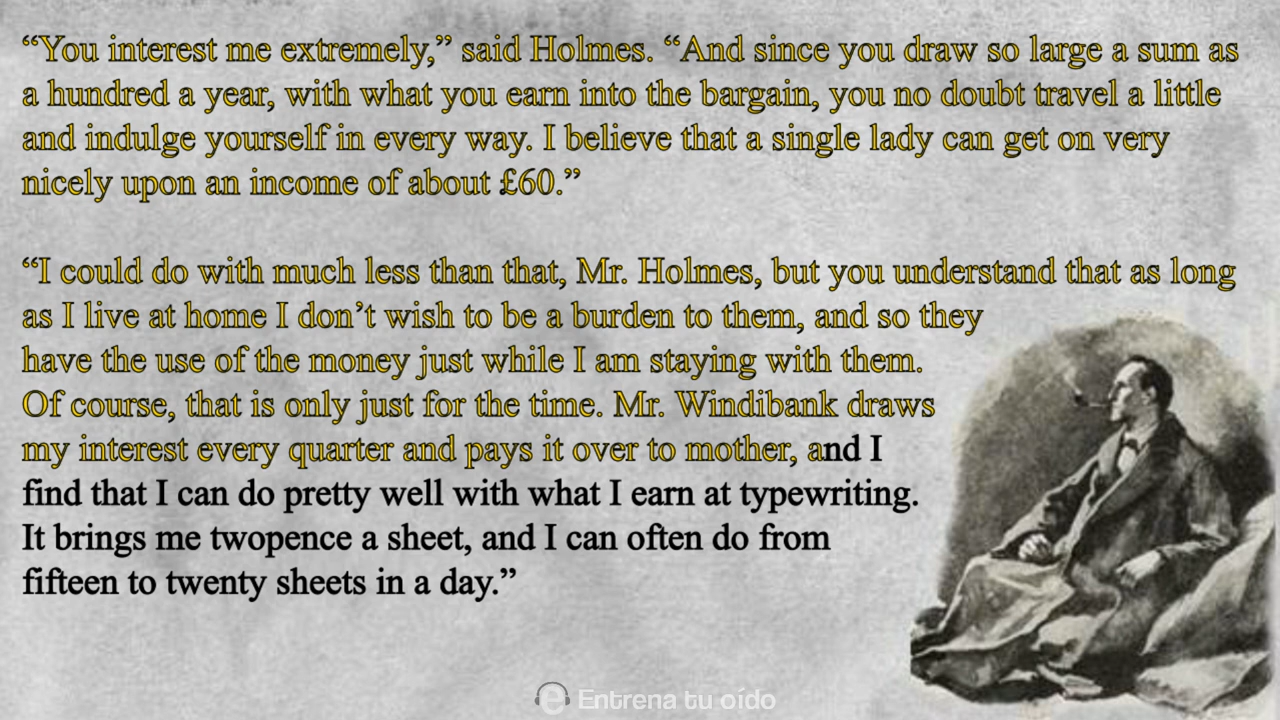 “You interest me extremely,” said Holmes. “And since you draw so large a sum as
a hundred a year, with what you earn into the bargain, you no doubt travel a little
and indulge yourself in every way. I believe that a single lady can get on very
nicely upon an income of about £60.”
“I could do with much less than that, Mr. Holmes, but you understand that as long
as I live at home I don’t wish to be a burden to them, and so they
have the use of the money just while I am staying with them.
Of course, that is only just for the time. Mr. Windibank draws
my interest every quarter and pays it over to mother, and I
find that I can do pretty well with what I earn at typewriting.
It brings me twopence a sheet, and I can often do from
fifteen to twenty sheets in a day.”
e Entrena tu oído